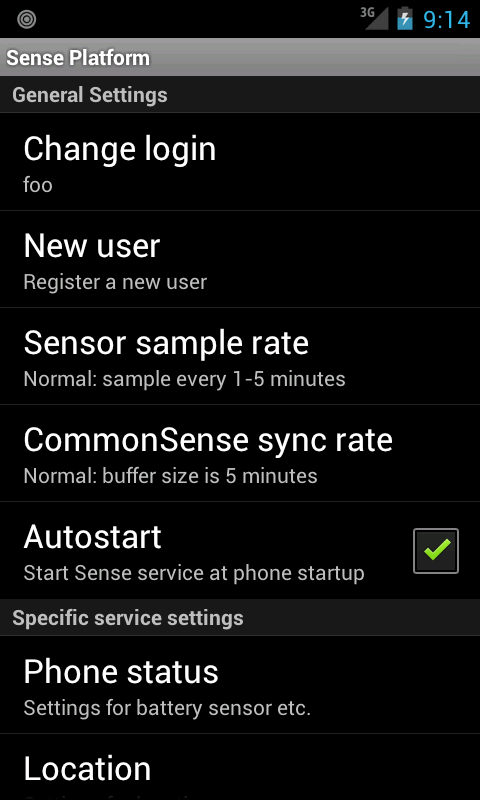 3G 9:14
Sense Platform
General Settings
Change login
foo
New user
Register a new user
Sensor sample rate
Normal: sample every 1-5 minutes
CommonSense sync rate
Normal: buffer size is 5 minutes
Autostart
Start Sense service at phone startup
Specific service settings
Phone status
Settings for battery sensor etc.
Location